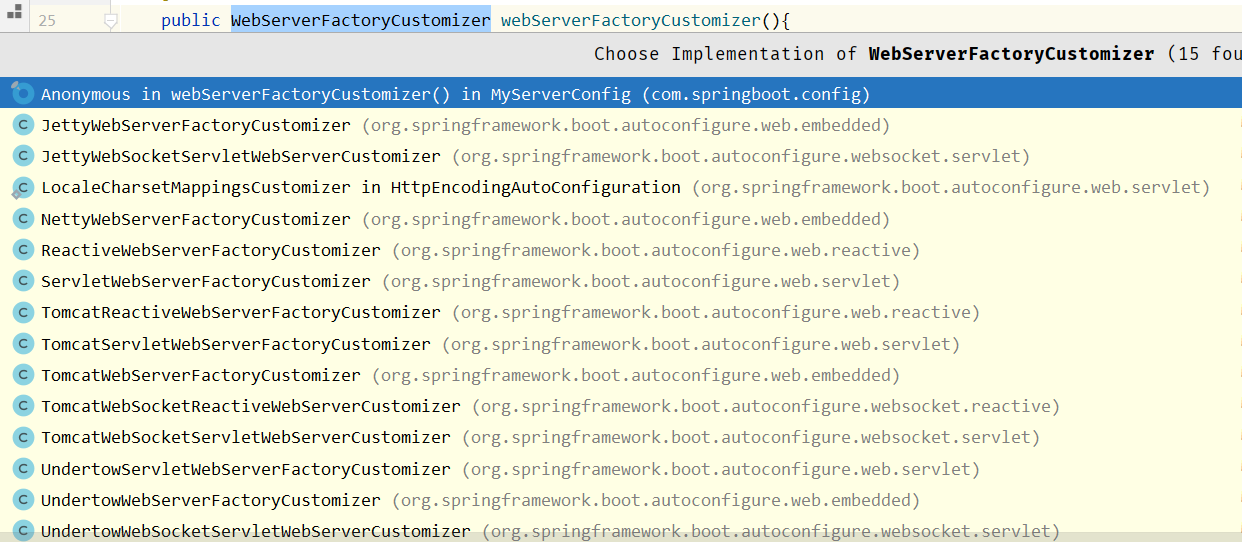 25 public WebServerFactoryCustomizer webServerFactoryCustomizer(){
Choose Implementation of WebServerFactoryCustomizer (15 fou
Anonymous in webServerFactoryCustomizer() in MyServerConfig (com.springboot.config)
C JettyWebServerFactoryCustomizer (org.springframework.boot.autoconfigure.web.embedded)
C JettyWebSocketServletWebServerCustomizer (org.springframework.boot.autoconfigure.websocket.servlet)
C LocaleCharsetMappingsCustomizer in HttpEncodingAutoConfiguration (org.springframework.boot.autoconfigure.web.servlet)
C NettyWebServerFactoryCustomizer (org.springframework.boot.autoconfigure.web.embedded)
C ReactiveWebServerFactoryCustomizer (org.springframework.boot.autoconfigure.web.reactive)
C ServletWebServerFactoryCustomizer (org.springframework.boot.autoconfigure.web.servlet)
C TomcatReactiveWebServerFactoryCustomizer (org.springframework.boot.autoconfigure.web.reactive)
C TomcatServletWebServerFactoryCustomizer (org.springframework.boot.autoconfigure.web.servlet)
C TomcatWebServerFactoryCustomizer (org.springframework.boot.autoconfigure.web.embedded)
C TomcatWebSocketReactiveWebServerCustomizer (org.springframework.boot.autoconfigure.websocket.reactive)
C TomcatWebSocketServletWebServerCustomizer (org.springframework.boot.autoconfigure.websocket.servlet)
C UndertowServletWebServerFactoryCustomizer (org.springframework.boot.autoconfigure.web.servlet)
C UndertowWebServerFactoryCustomizer (org.springframework.boot.autoconfigure.web.embedded)
C UndertowWebSocketServletWebServerCustomizer (org.springframework.boot.autoconfigure.websocket.servlet)